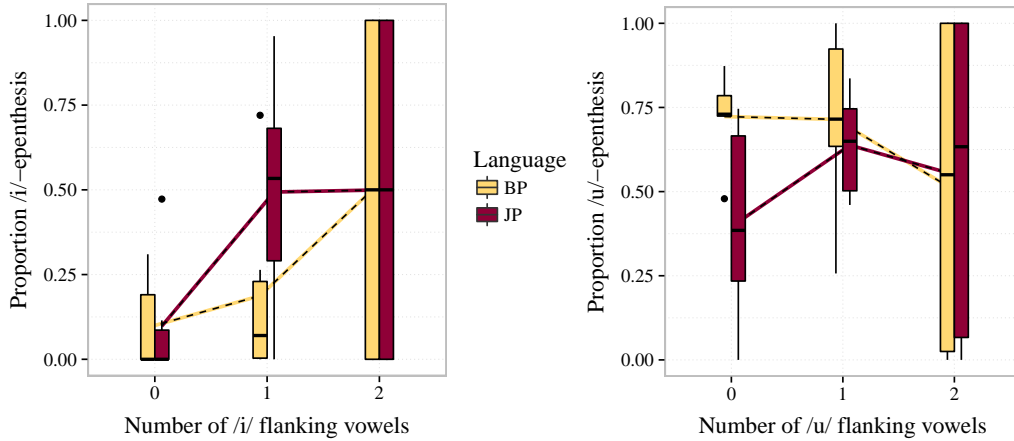 1.00
0.75
0.50
0.25
0.00
Proportion /i/−epenthesis
0 1 2
Number of /i/ flanking vowels
Language
BP
JP
1.00
0.75
0.50
0.25
0.00
Proportion /u/−epenthesis
0 1 2
Number of /u/ flanking vowels